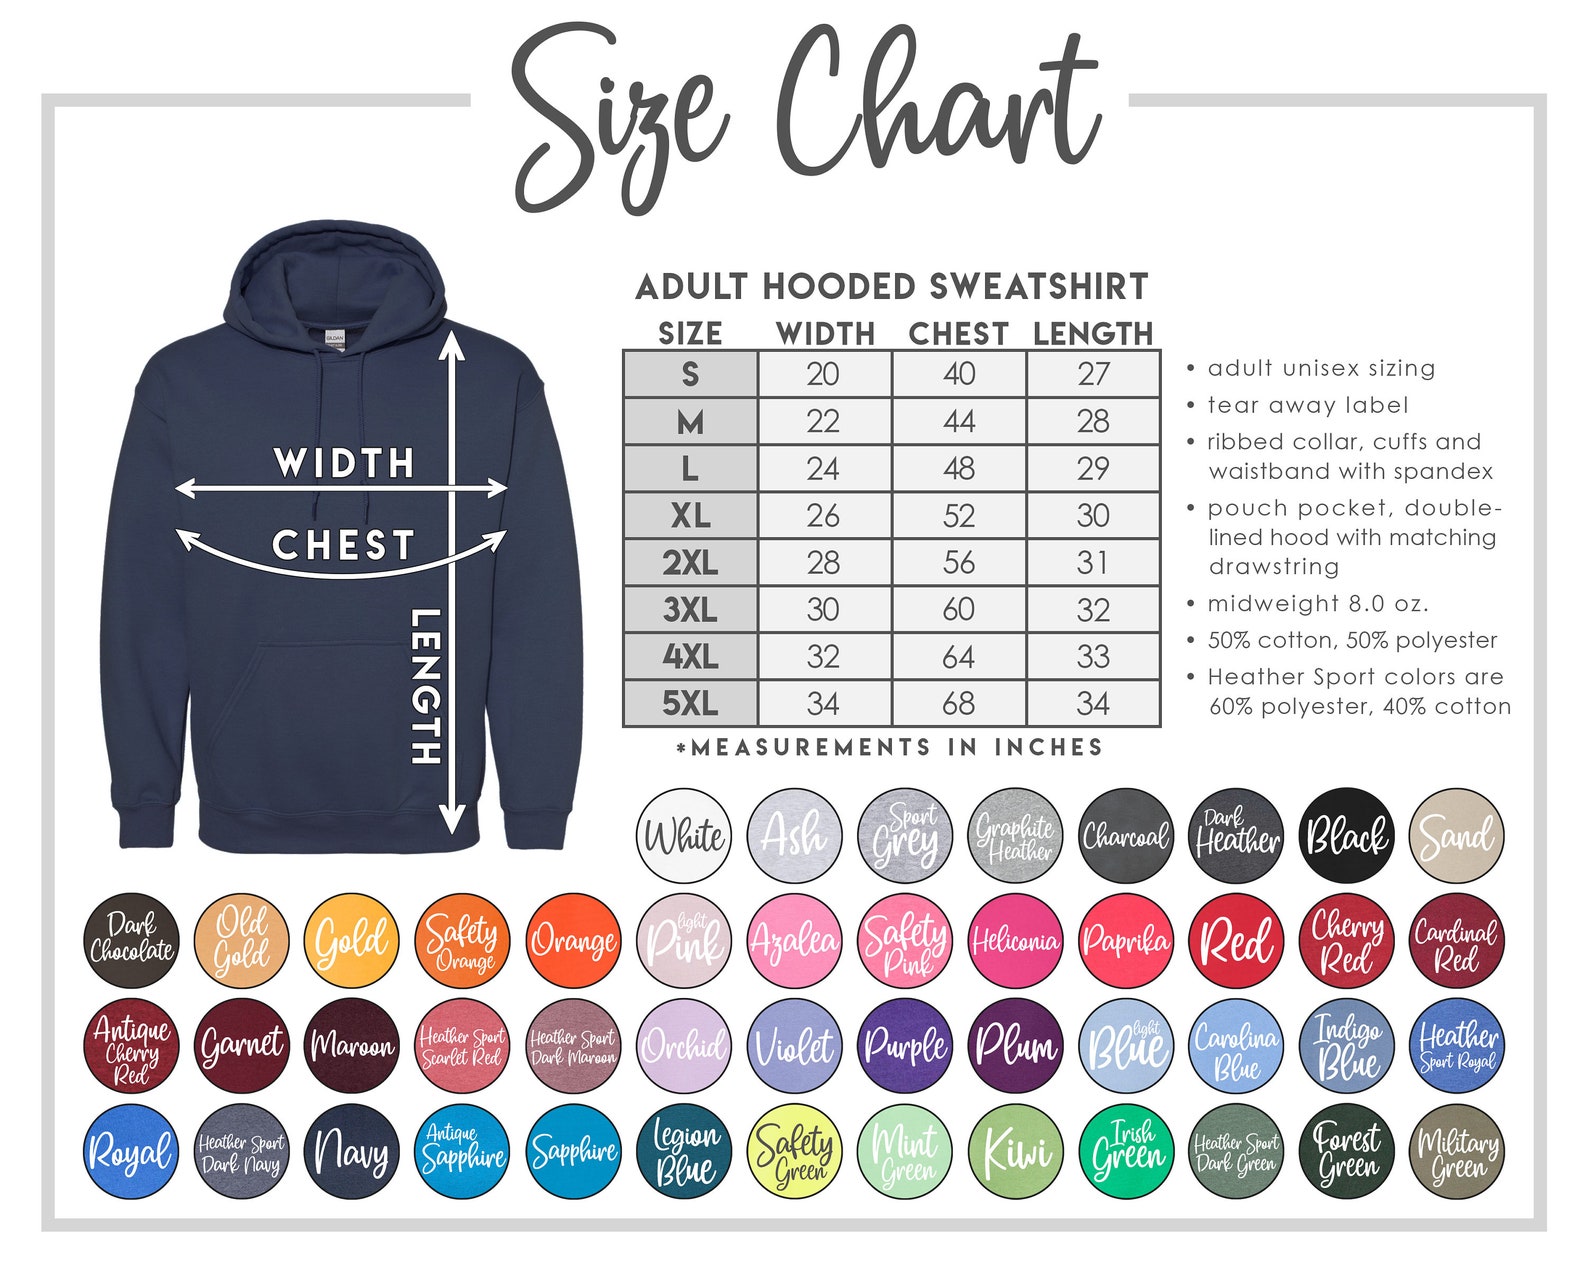 Size Chart
GILDAN
WIDTH
CHEST
LENGTH
ADULT HOODED SWEATSHIRT
SIZE WIDTH CHEST LENGTH
S 20 40 27
M 22 44 28
L 24 48 29
XL 26 52 30
2XL 28 56 31
3XL 30 60 32
4XL 32 64 33
5XL 34 68 34
*MEASUREMENTS IN INCHES
• adult unisex sizing
• tear away label
• ribbed collar, cuffs and
waistband with spandex
• pouch pocket, double-
lined hood with matching
drawstring
• midweight 8.0 oz.
• 50% cotton, 50% polyester
• Heather Sport colors are
60% polyester, 40% cotton
White
Ash
Sport
Grey
Graphite
Heather
Charcoal
Dark
Heather
Black
Sand
Dark
Chocolate
Old
Gold
Gold
Safety
Orange
Orange
light
Pink
Azalea
Safety
Pink
Heliconia
Paprika
Red
Cherry
Red
Cardinal
Red
Antique
Cherry
Red
Garnet
Maroon
Heather Sport
Scarlet Red
Heather Sport
Dark Maroon
Orchid
Violet
Purple
Plum
light
Blue
Carolina
Blue
Indigo
Blue
Heather
Sport Royal
Royal
Heather Sport
Dark Navy
Navy
Antique
Sapphire
Sapphire
Legion
Blue
Safety
Green
Mint
Green
Kiwi
Irish
Green
Heather Sport
Dark Green
Forest
Green
Military
Green